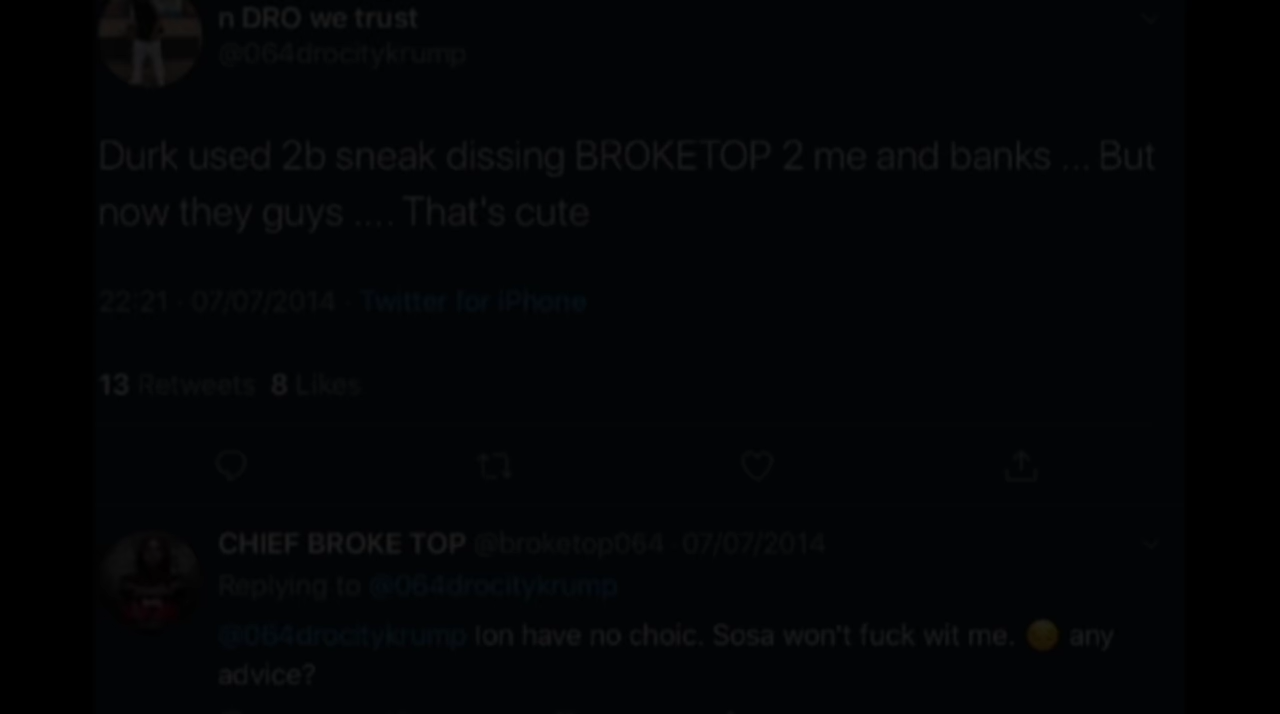 n DRO we trust
@064drocitykrump
Durk used 2b sneak dissing BROKETOP 2 me and banks ... But
now they guys .... That's cute
22:21 · 07/07/2014 · Twitter for iPhone
13 Retweets 8 Likes
CHIEF BROKE TOP @broketop064 · 07/07/2014
Replying to @064drocitykrump
@064drocitykrump Ion have no choic. Sosa won't fuck wit me. 😔 any
advice?